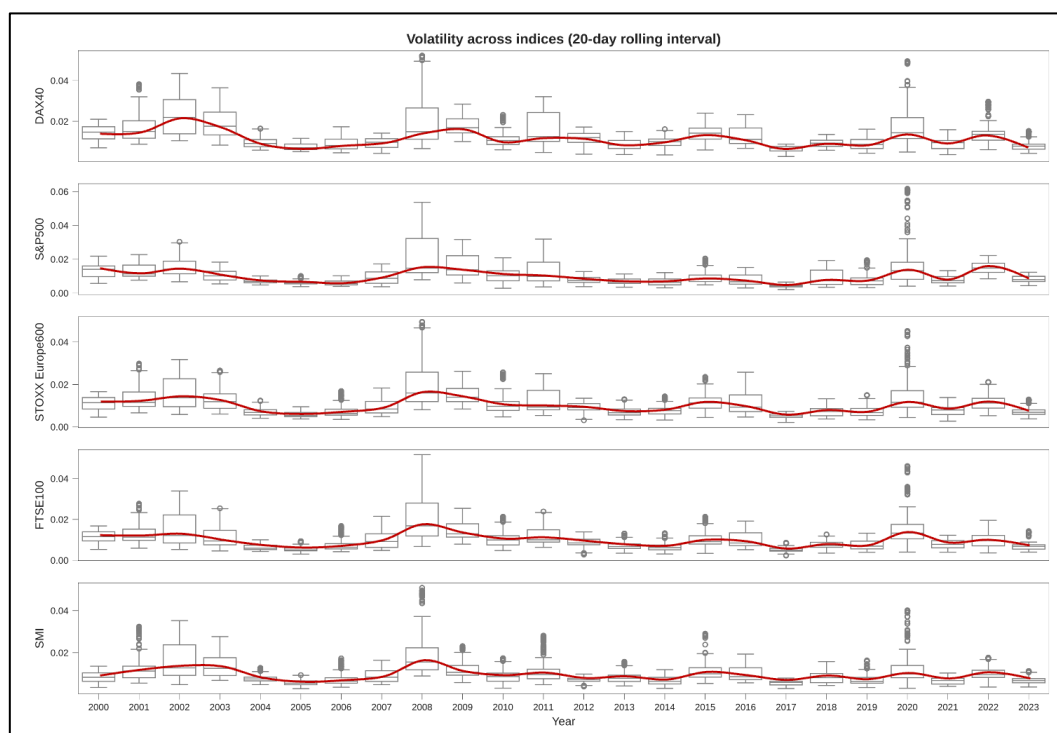 Volatility across indices (20-day rolling interval)
DAX40
0.04
0.02
S&P500
0.06
0.04
0.02
0.00
STOXX Europe600
0.04
0.02
0.00
FTSE100
0.04
0.02
0.00
SMI
0.04
0.02
2000 2001 2002 2003 2004 2005 2006 2007 2008 2009 2010 2011 2012 2013 2014 2015 2016 2017 2018 2019 2020 2021 2022 2023
Year